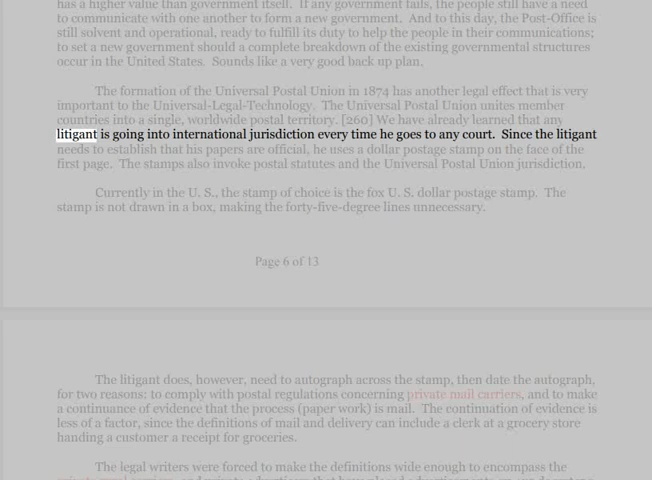 has a higher value than government itself. If any government fails, the people still have a need
to communicate with one another to form a new government. And to this day, the Post-Office is
still solvent and operational, ready to fulfill its duty to help the people in their communications;
to set a new government should a complete breakdown of the existing governmental structures
occur in the United States. Sounds like a very good back up plan.
The formation of the Universal Postal Union in 1874 has another legal effect that is very
important to the Universal-Legal-Technology. The Universal Postal Union unites member
countries into a single, worldwide postal territory. [260] We have already learned that any
litigant is going into international jurisdiction every time he goes to any court. Since the litigant
needs to establish that his papers are official, he uses a dollar postage stamp on the face of the
first page. The stamps also invoke postal statutes and the Universal Postal Union jurisdiction.
Currently in the U. S., the stamp of choice is the fox U. S. dollar postage stamp. The
stamp is not drawn in a box, making the forty-five-degree lines unnecessary.
Page 6 of 13
The litigant does, however, need to autograph across the stamp, then date the autograph,
for two reasons: to comply with postal regulations concerning private mail carriers, and to make
a continuance of evidence that the process (paper work) is mail. The continuation of evidence is
less of a factor, since the definitions of mail and delivery can include a clerk at a grocery store
handing a customer a receipt for groceries.
The legal writers were forced to make the definitions wide enough to encompass the